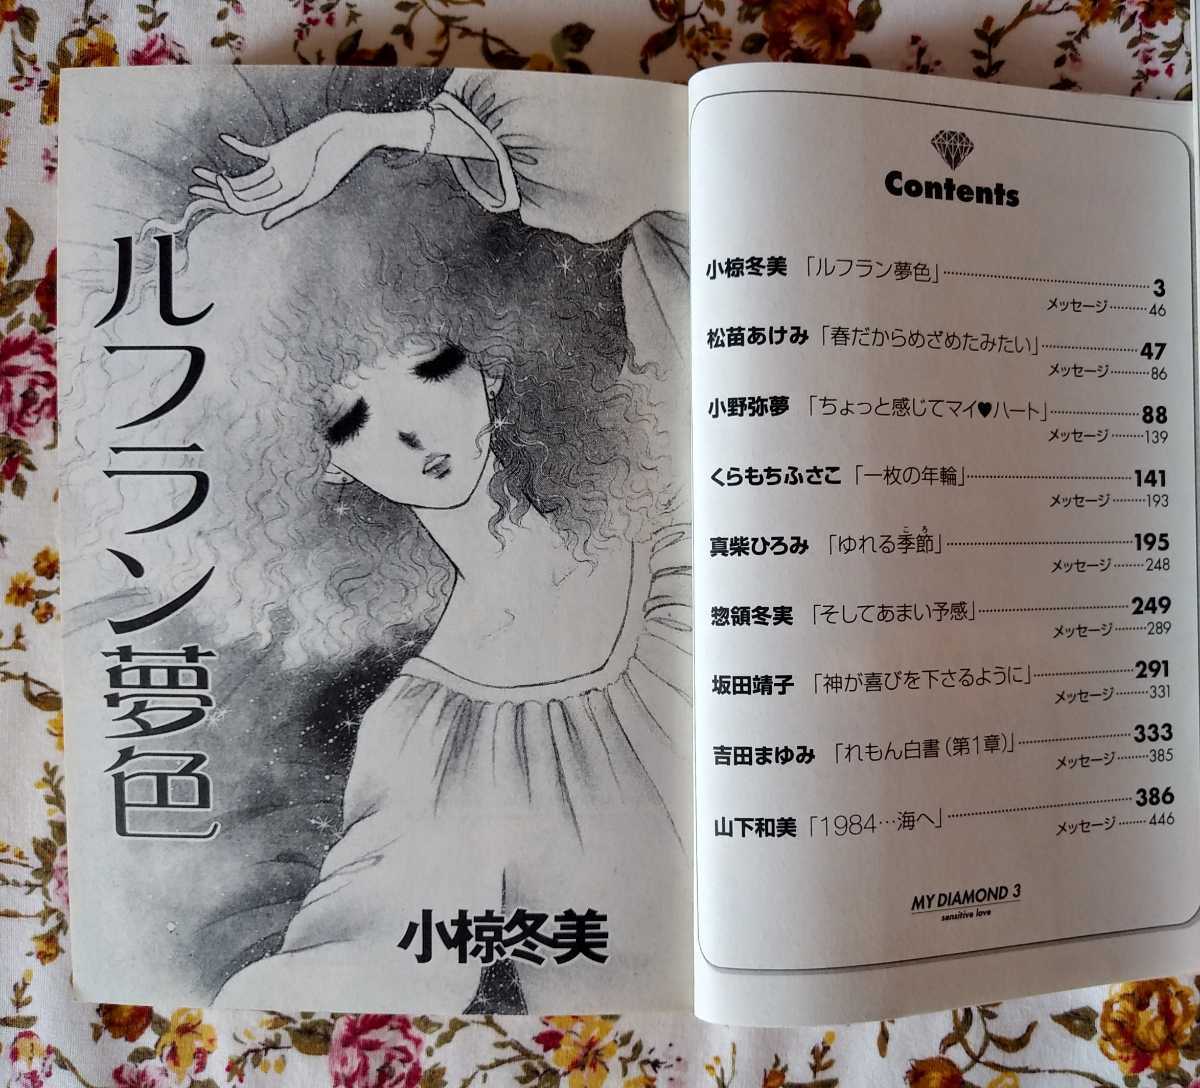 ルフラン夢色
小椋冬美
Contents
小椋冬美 「ルフラン夢色」 3
メッセージ 46
松苗あけみ 「春だからめざめたみたい」 47
メッセージ 86
小野弥夢 「ちょっと感じてマイ♥ハート」 88
メッセージ 139
くらもちふさこ 「一枚の年輪」 141
メッセージ 193
真柴ひろみ 「ゆれる季節」 195
ころ
メッセージ 248
惣領冬実 「そしてあまい予感」 249
メッセージ 289
坂田靖子 「神が喜びを下さるように」 291
メッセージ 331
吉田まゆみ 「れもん白書（第1章）」 333
メッセージ 385
山下和美 「1984…海へ」 386
メッセージ 446
MY DIAMOND 3
sensitive love